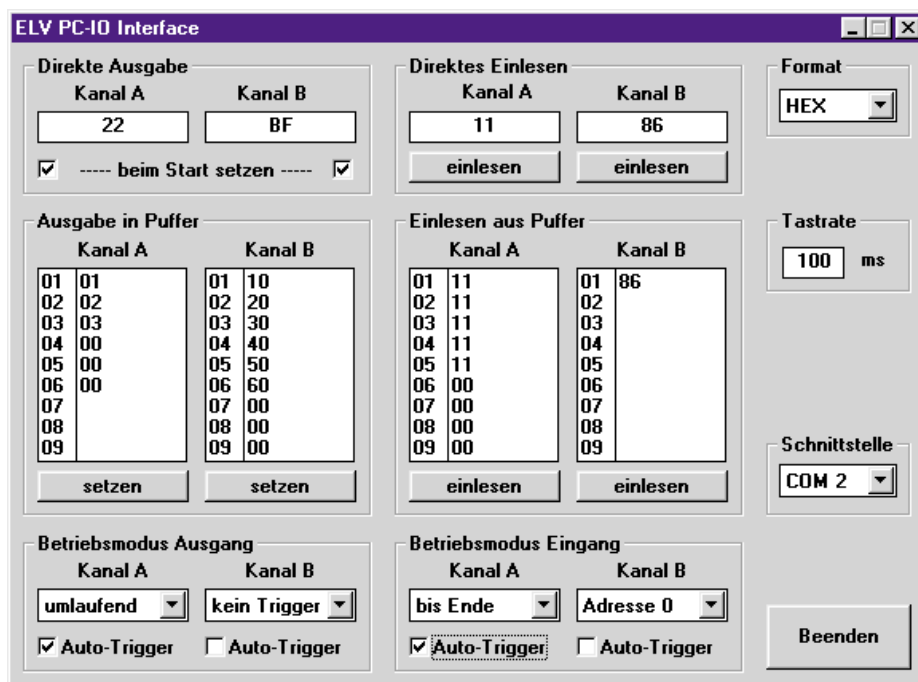 ELV PC-IO Interface
Direkte Ausgabe
Kanal A Kanal B
22 BF
----- beim Start setzen -----
Direktes Einlesen
Kanal A Kanal B
11 86
einlesen einlesen
Format
HEX
Ausgabe in Puffer
Kanal A Kanal B
01 01 01 10
02 02 02 20
03 03 03 30
04 00 04 40
05 00 05 50
06 00 06 60
07 07 00
08 08 00
09 09 00
setzen setzen
Einlesen aus Puffer
Kanal A Kanal B
01 11 01 86
02 11 02
03 11 03
04 11 04
05 11 05
06 00 06
07 00 07
08 00 08
09 00 09
einlesen einlesen
Tastrate
100 ms
Schnittstelle
COM 2
Betriebsmodus Ausgang
Kanal A Kanal B
umlaufend kein Trigger
Auto-Trigger Auto-Trigger
Betriebsmodus Eingang
Kanal A Kanal B
bis Ende Adresse 0
Auto-Trigger Auto-Trigger
Beenden